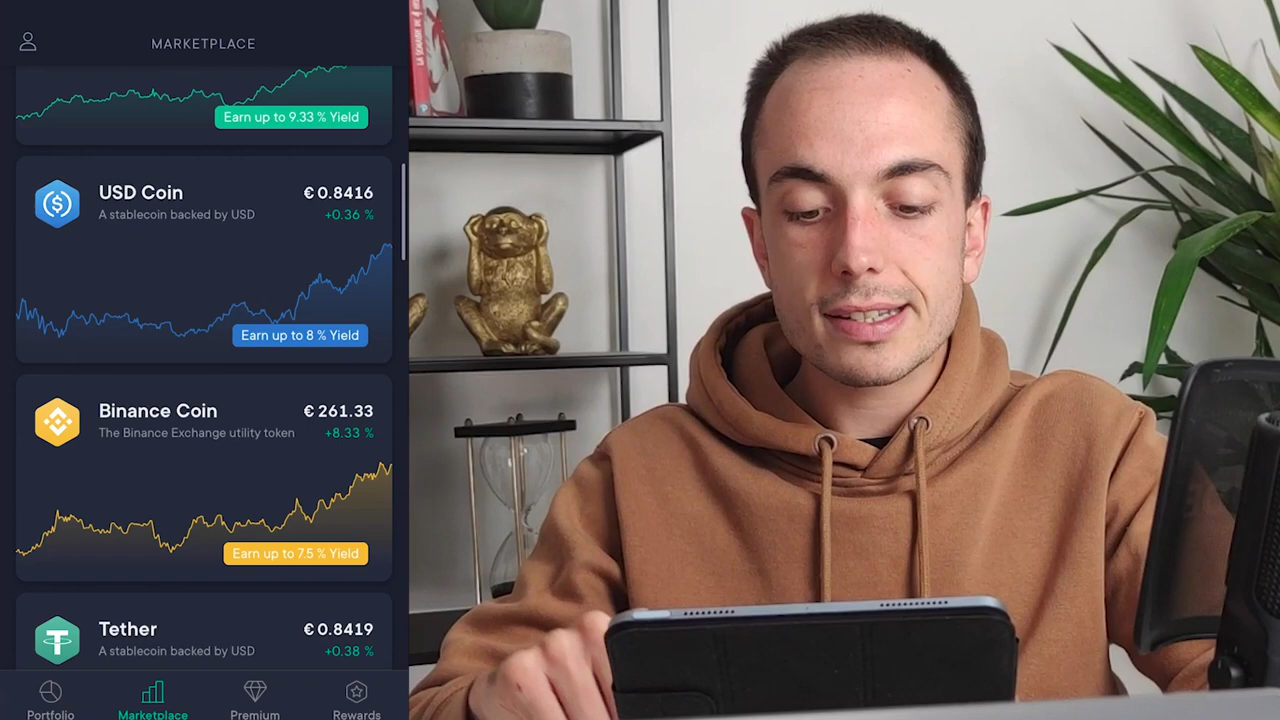 MARKETPLACE
Earn up to 9.33 % Yield
USD Coin
€ 0.8416
A stablecoin backed by USD
+0.36 %
Earn up to 8 % Yield
Binance Coin
€ 261.33
The Binance Exchange utility token
+8.33 %
Earn up to 7.5 % Yield
Tether
€ 0.8419
A stablecoin backed by USD
+0.38 %
Portfolio
Marketplace
Premium
Rewards